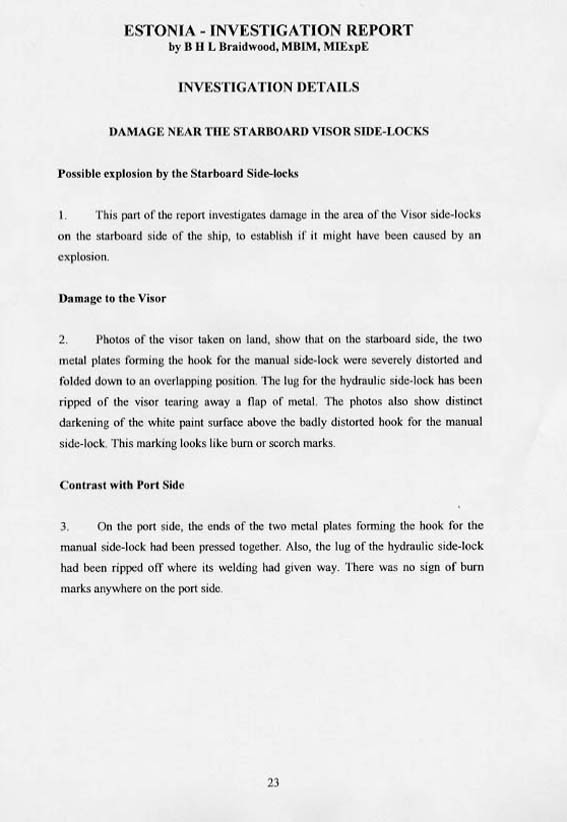 ESTONIA - INVESTIGATION REPORT
by B H L Braidwood, MBIM, MIExpE
INVESTIGATION DETAILS
DAMAGE NEAR THE STARBOARD VISOR SIDE-LOCKS
Possible explosion by the Starboard Side-locks
1. This part of the report investigates damage in the area of the Visor side-locks
on the starboard side of the ship, to establish if it might have been caused by an
explosion.
Damage to the Visor
2. Photos of the visor taken on land, show that on the starboard side, the two
metal plates forming the hook for the manual side-lock were severely distorted and
folded down to an overlapping position. The lug for the hydraulic side-lock has been
ripped of the visor tearing away a flap of metal. The photos also show distinct
darkening of the white paint surface above the badly distorted hook for the manual
side-lock. This marking looks like burn or scorch marks.
Contrast with Port Side
3. On the port side, the ends of the two metal plates forming the hook for the
manual side-lock had been pressed together. Also, the lug of the hydraulic side-lock
had been ripped off where its welding had given way. There was no sign of burn
marks anywhere on the port side.
23